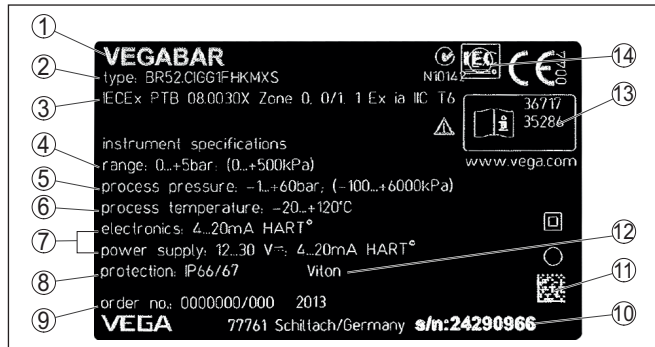 1
VEGABAR
2
type: BR52.CIGG1FHKMXS
N10142
IEC
CE
0044
14
3
IECEx PTB 08.0030X Zone 0, 0/1, 1 Ex ia IIC T6
36717
35286
13
www.vega.com
instrument specifications
4
range: 0...+5bar; (0...+500kPa)
5
process pressure: -1...+60bar; (-100...+6000kPa)
6
process temperature: -20...+120°C
7
electronics: 4...20mA HART®
power supply: 12...30 V 4...20mA HART®
12
8
protection: IP66/67 Viton
11
9
order no.: 0000000/000 2013
10
VEGA 77761 Schiltach/Germany s/n:24290966